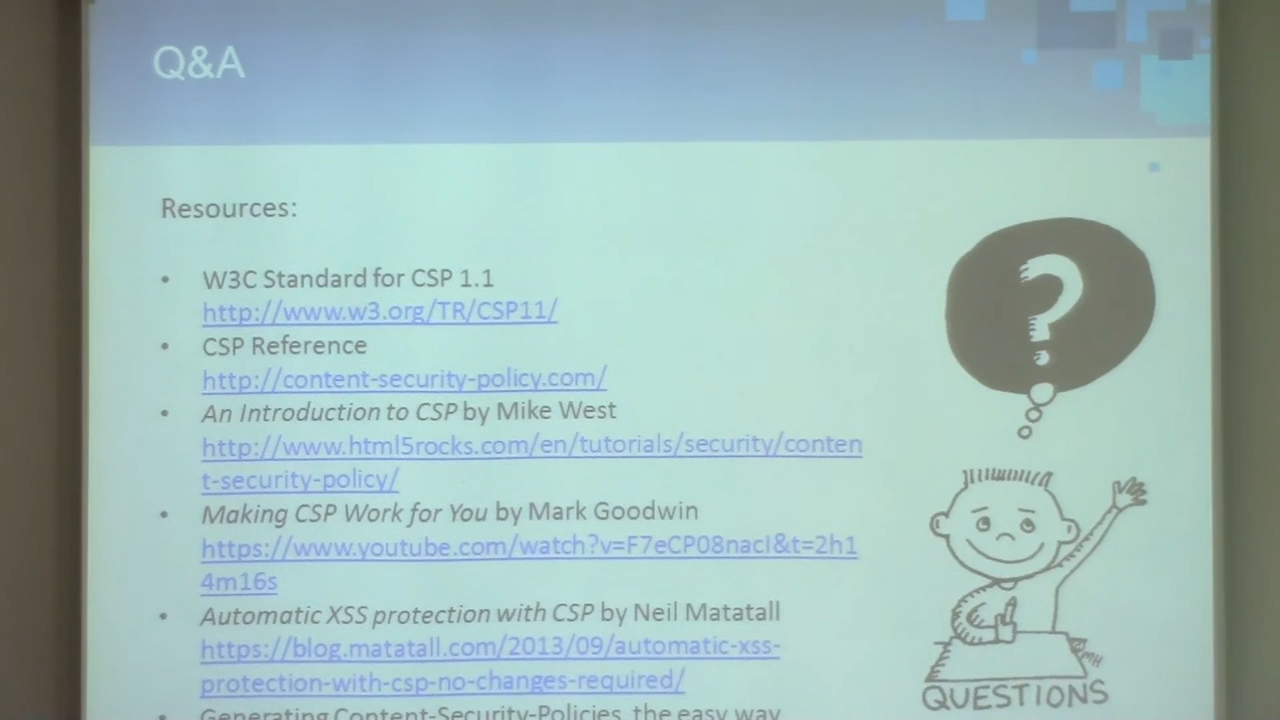 Q&A
Resources:
• W3C Standard for CSP 1.1
http://www.w3.org/TR/CSP11/
• CSP Reference
http://content-security-policy.com/
• An Introduction to CSP by Mike West
http://www.html5rocks.com/en/tutorials/security/conten
t-security-policy/
• Making CSP Work for You by Mark Goodwin
https://www.youtube.com/watch?v=F7eCP08nacI&t=2h1
4m16s
• Automatic XSS protection with CSP by Neil Matatall
https://blog.matatall.com/2013/09/automatic-xss-
protection-with-csp-no-changes-required/
• Generating Content-Security-Policies, the easy way
?
MH
QUESTIONS